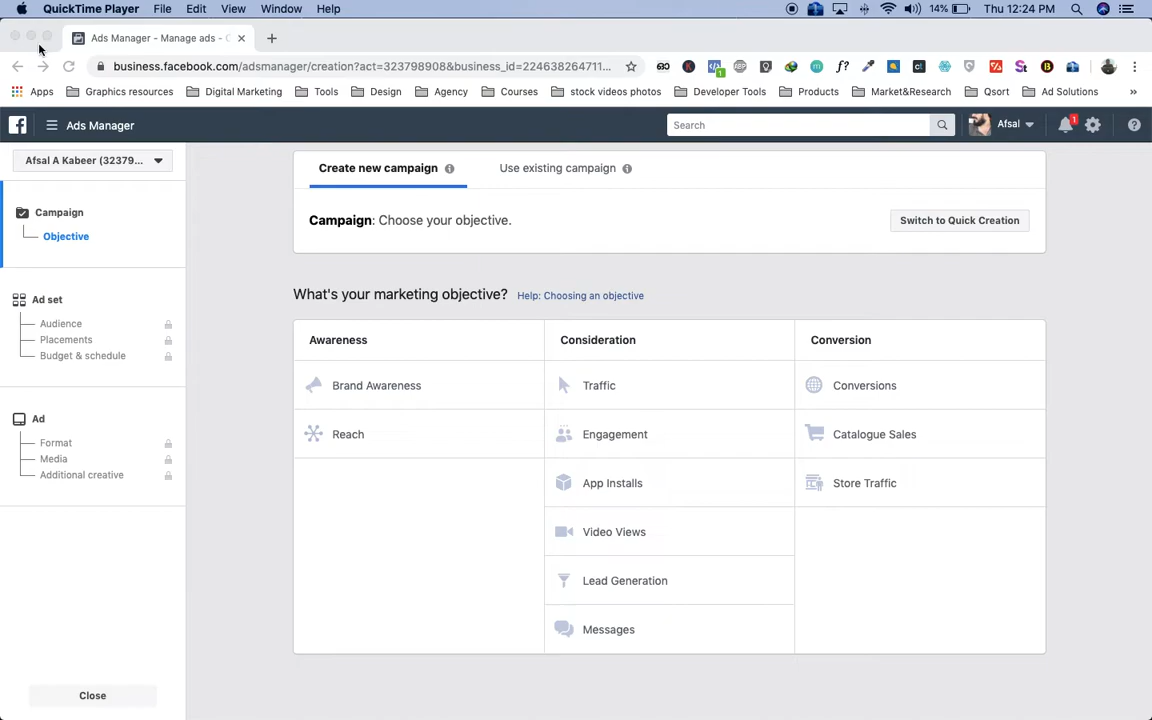 QuickTime Player File Edit View Window Help 14% Thu 12:24 PM
Ads Manager - Manage ads - C
business.facebook.com/adsmanager/creation?act=323798908&business_id=224638264711...
Apps Graphics resources Digital Marketing Tools Design Agency Courses stock videos photos Developer Tools Products Market&Research Qsort Ad Solutions »
Ads Manager Search Afsal 1
Afsal A Kabeer (32379...
Create new campaign Use existing campaign
Campaign: Choose your objective. Switch to Quick Creation
Campaign
Objective
What's your marketing objective? Help: Choosing an objective
Ad set
Audience
Placements
Budget & schedule
Ad
Format
Media
Additional creative
Close
Awareness
Brand Awareness
Reach
Consideration
Traffic
Engagement
App Installs
Video Views
Lead Generation
Messages
Conversion
Conversions
Catalogue Sales
Store Traffic